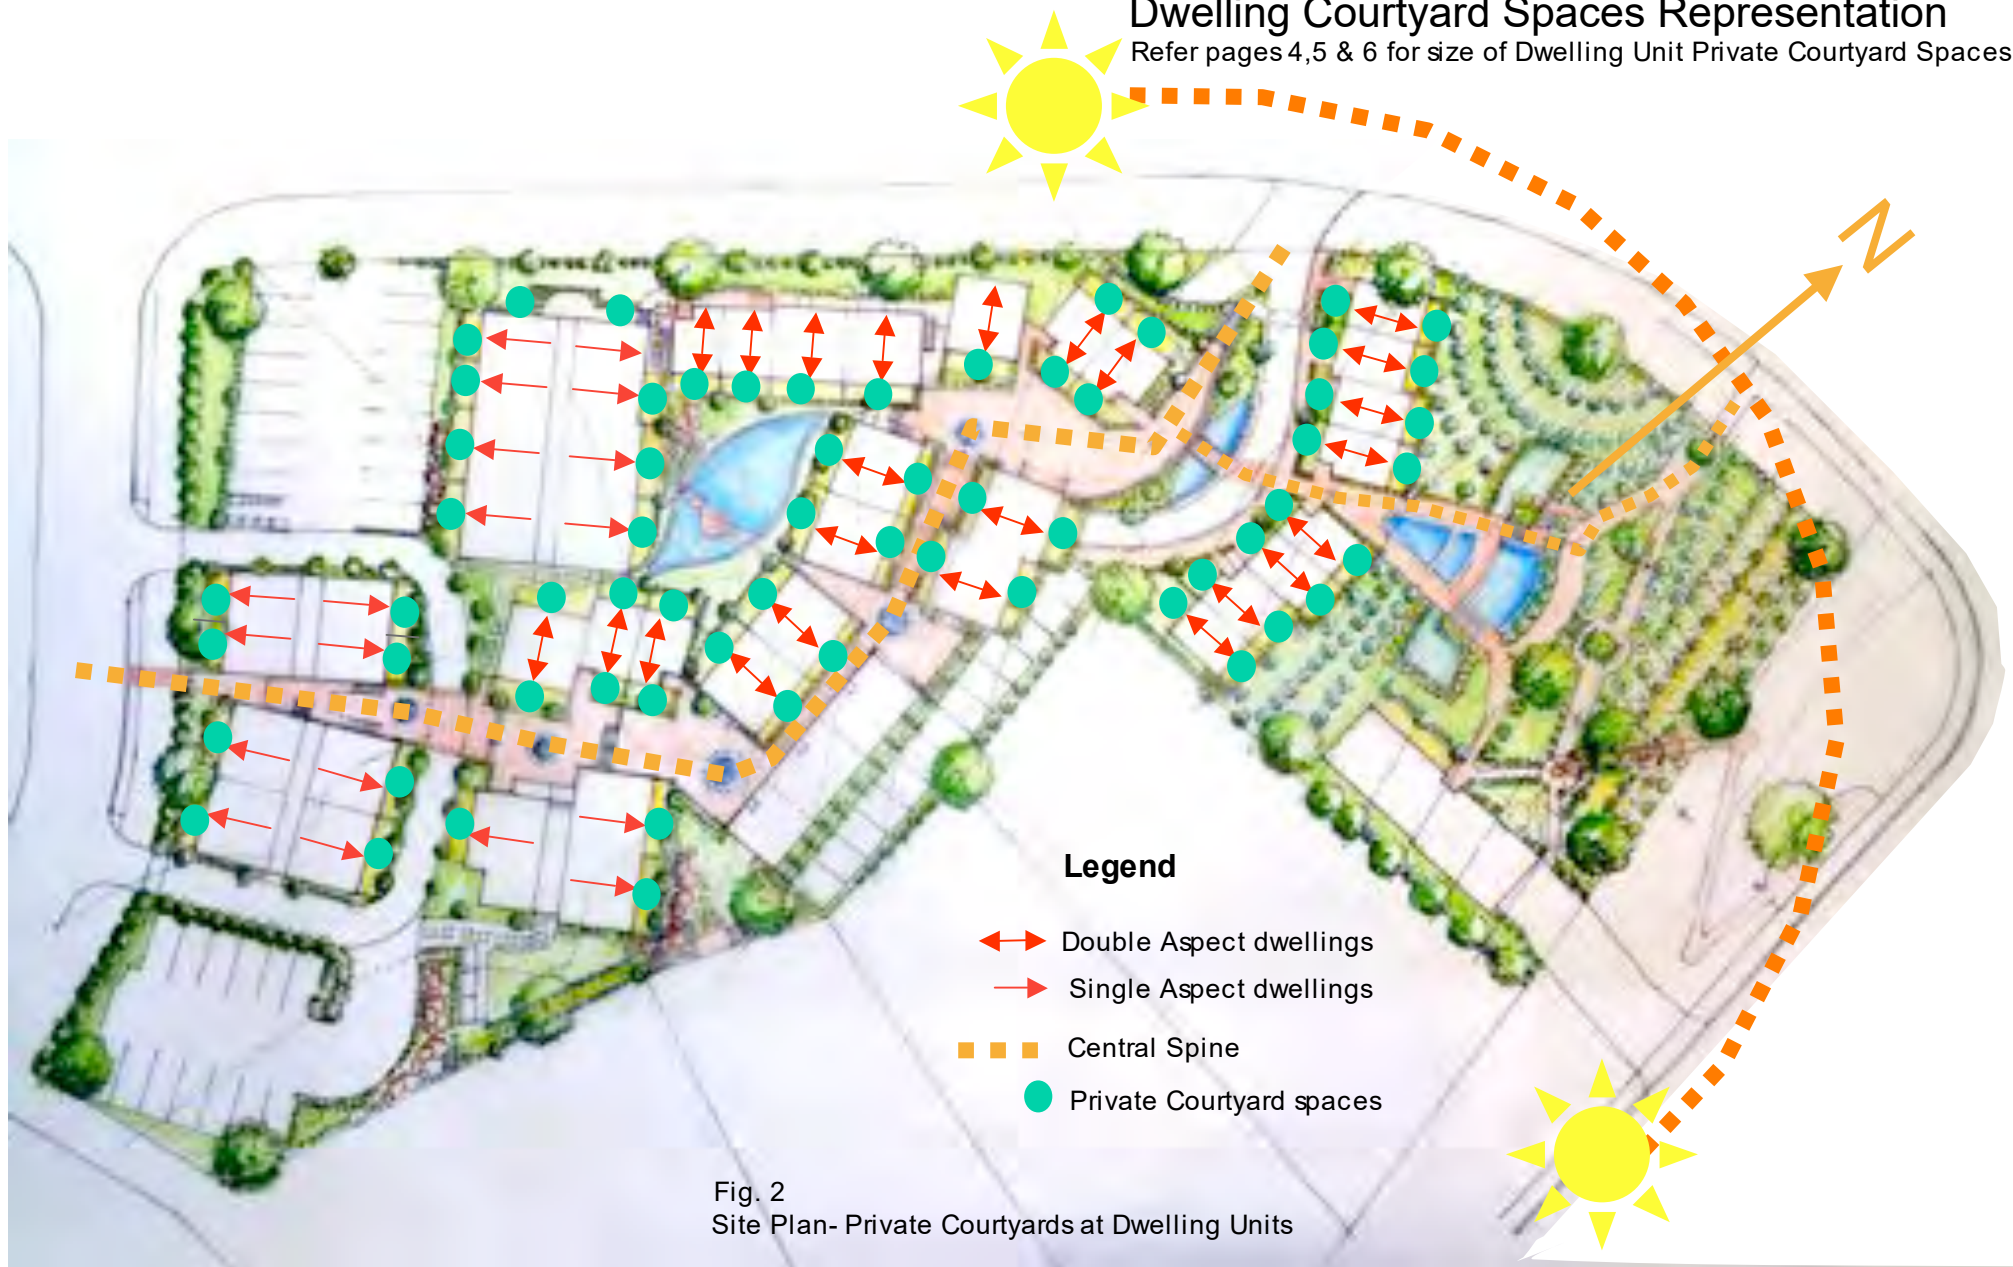 Dwelling Courtyard Spaces Representation
Refer pages 4,5 & 6 for size of Dwelling Unit Private Courtyard Spaces
N
Legend
Double Aspect dwellings
Single Aspect dwellings
Central Spine
Private Courtyard spaces
Fig. 2
Site Plan- Private Courtyards at Dwelling Units